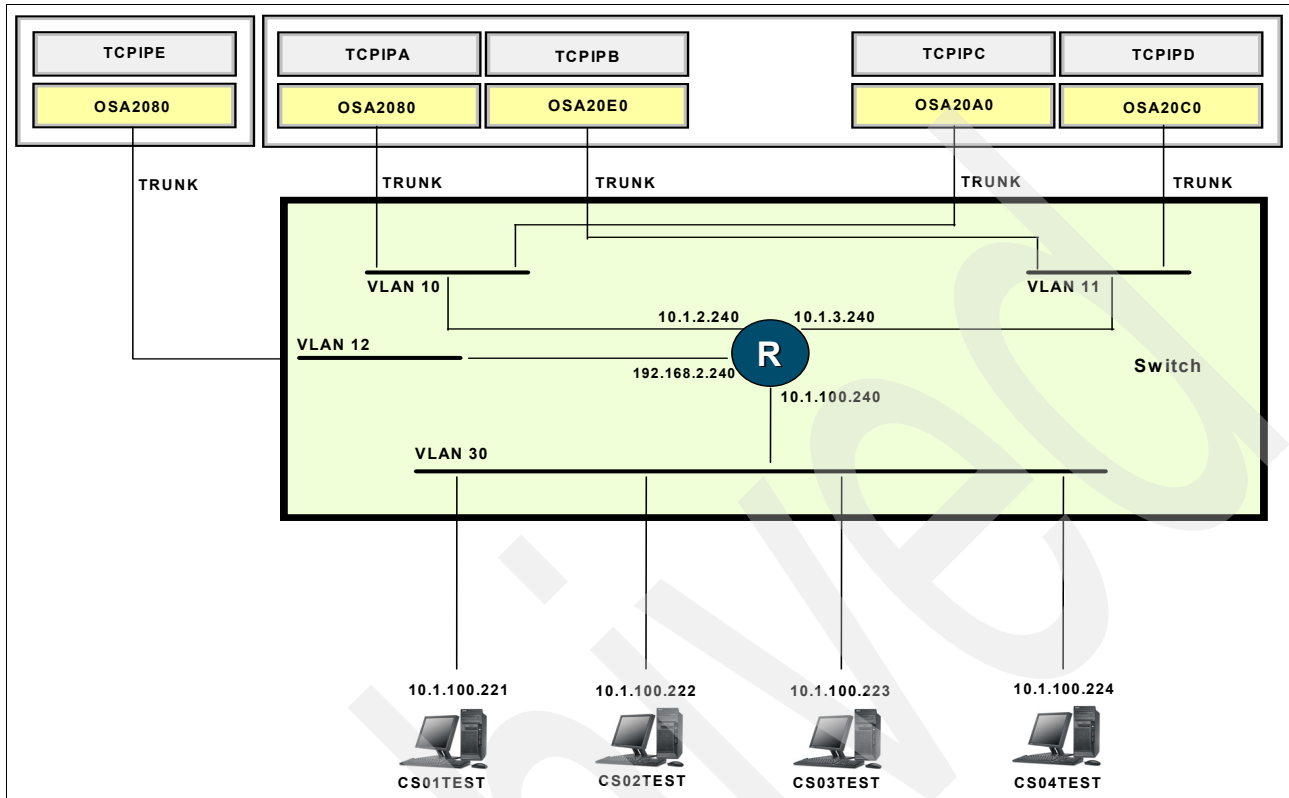 TCPIPE
TCPIPA
TCPIPB
TCPIPC
TCPIPD
OSA2080
OSA2080
OSA20E0
OSA20A0
OSA20C0
TRUNK
TRUNK
TRUNK
TRUNK
TRUNK
VLAN 10
VLAN 11
10.1.2.240
10.1.3.240
VLAN 12
R
Switch
192.168.2.240
10.1.100.240
VLAN 30
10.1.100.221
10.1.100.222
10.1.100.223
10.1.100.224
CS01TEST
CS02TEST
CS03TEST
CS04TEST